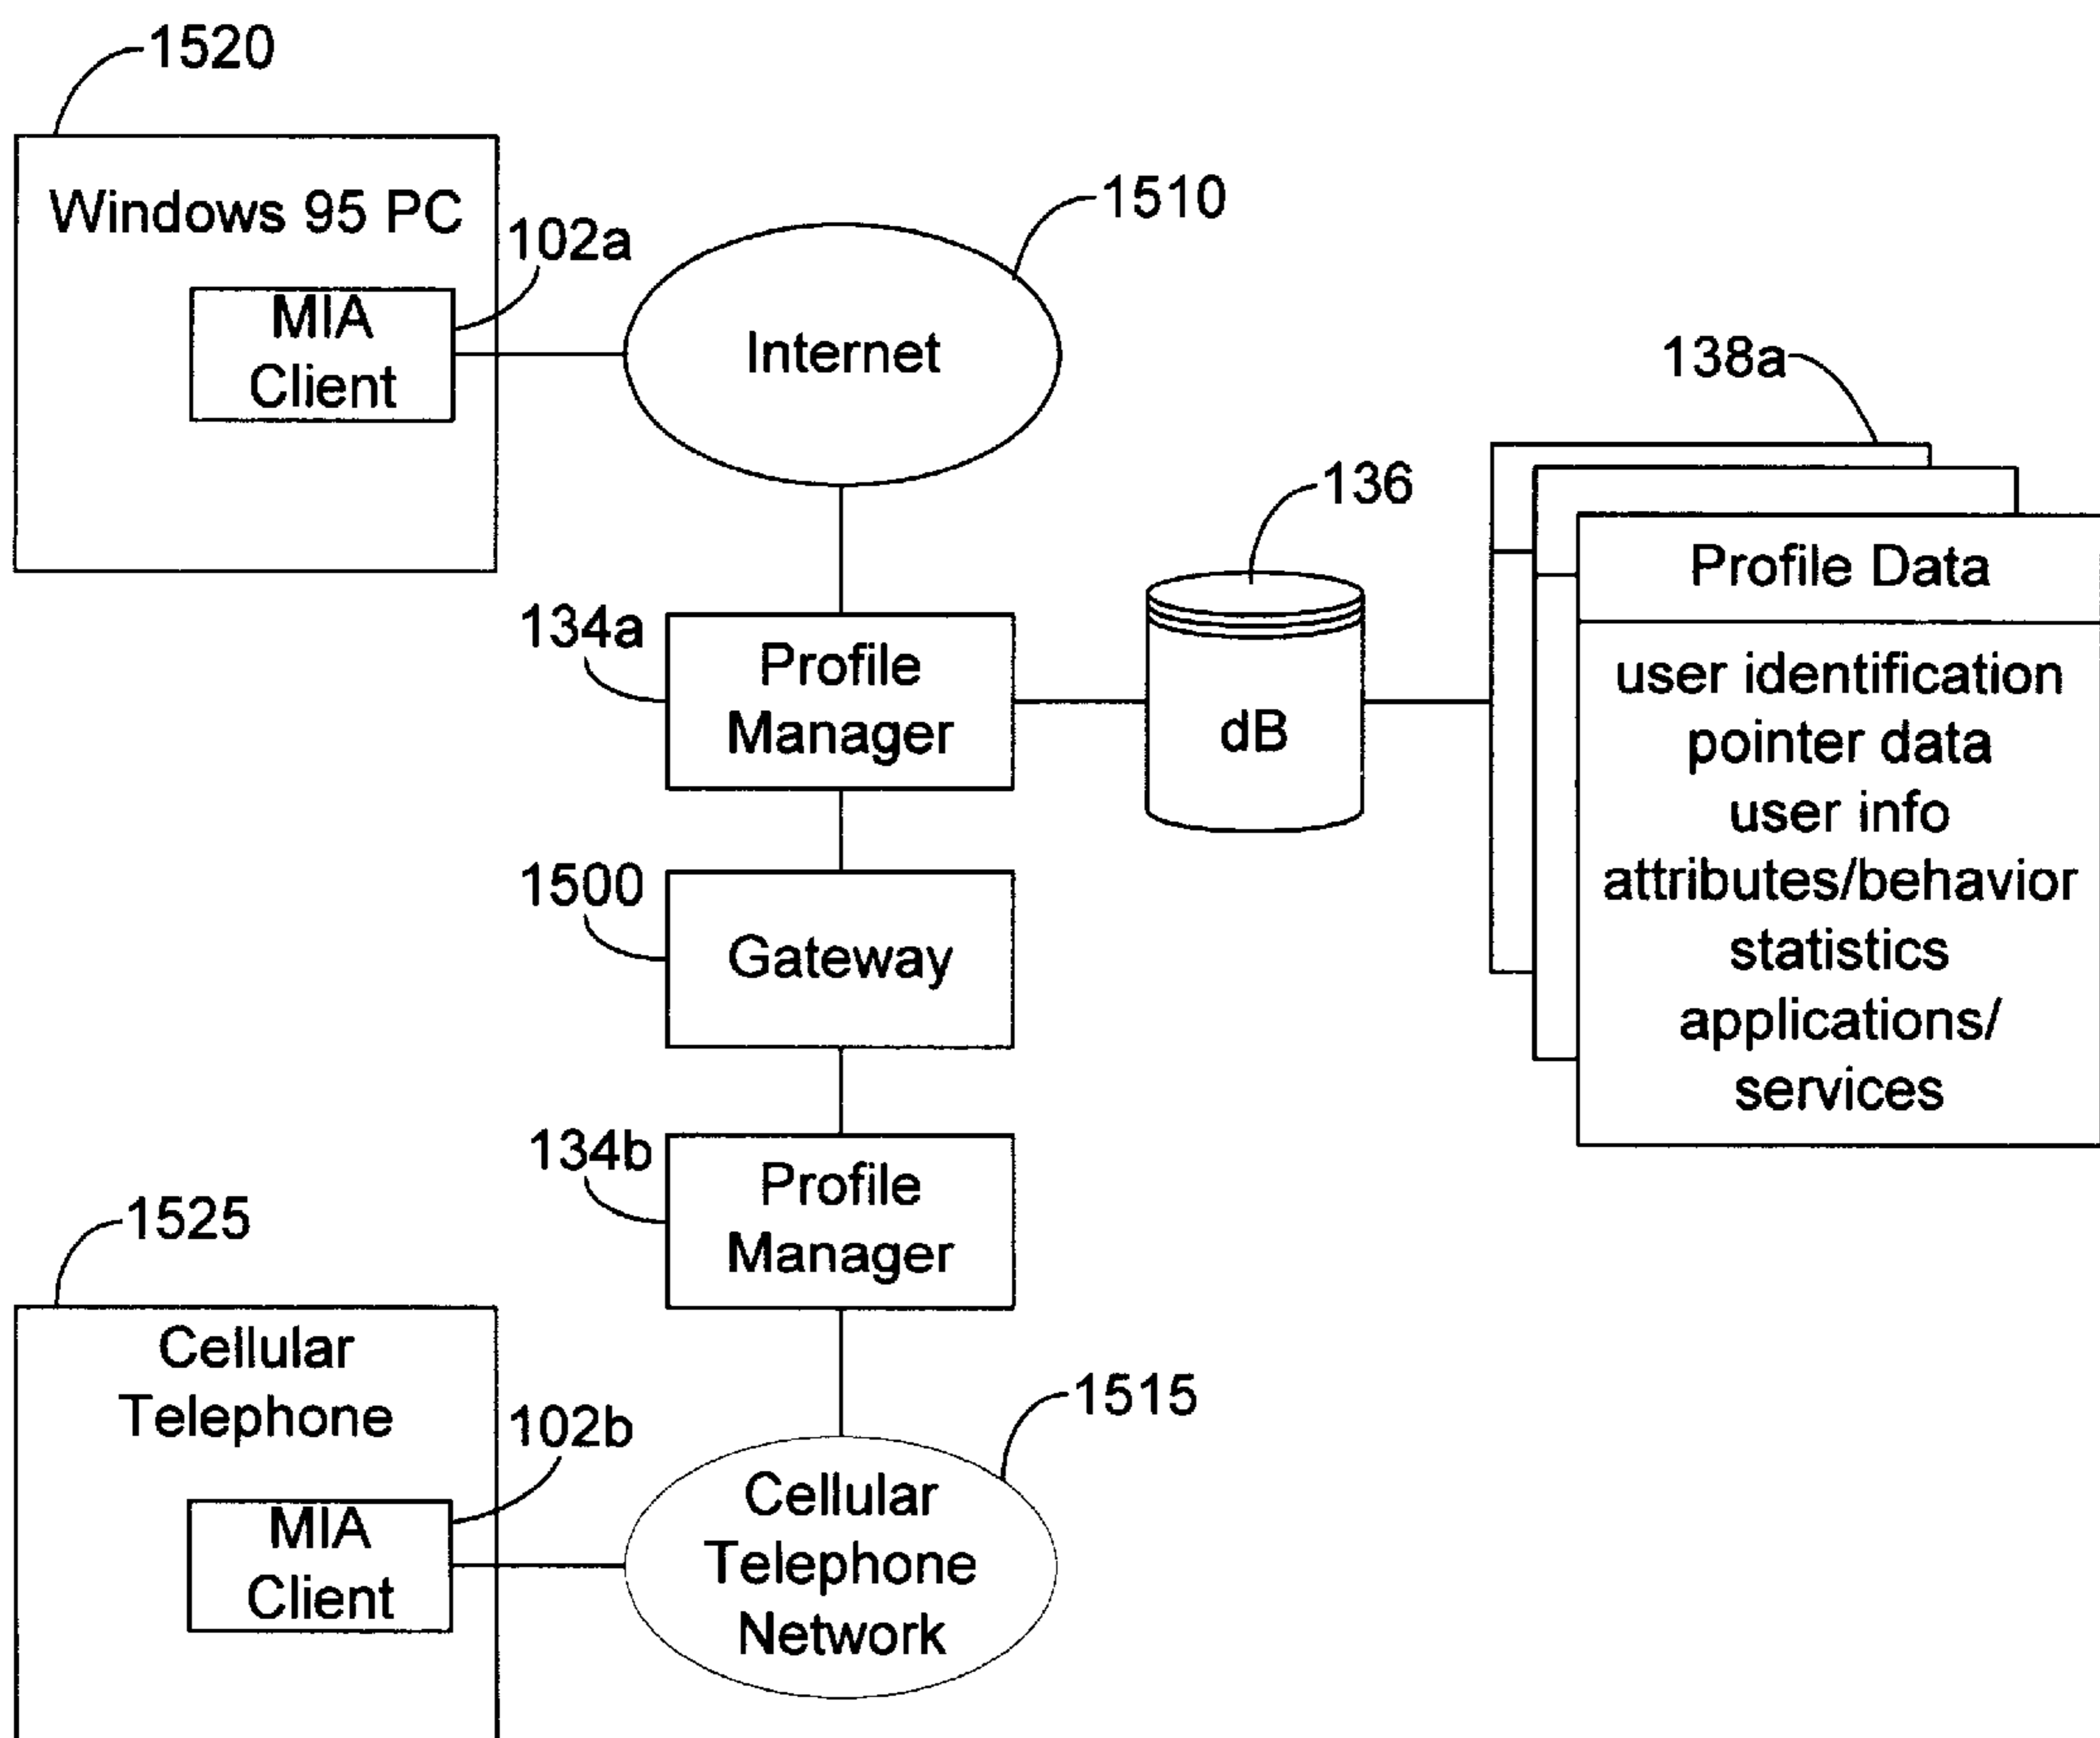 1520
Windows 95 PC
102a
MIA
Client
1510
Internet
138a
136
Profile Data
134a
Profile
Manager
dB
user identification
pointer data
user info
attributes/behavior
statistics
applications/
services
1500
Gateway
134b
Profile
Manager
1525
Cellular
Telephone
102b
MIA
Client
1515
Cellular
Telephone
Network